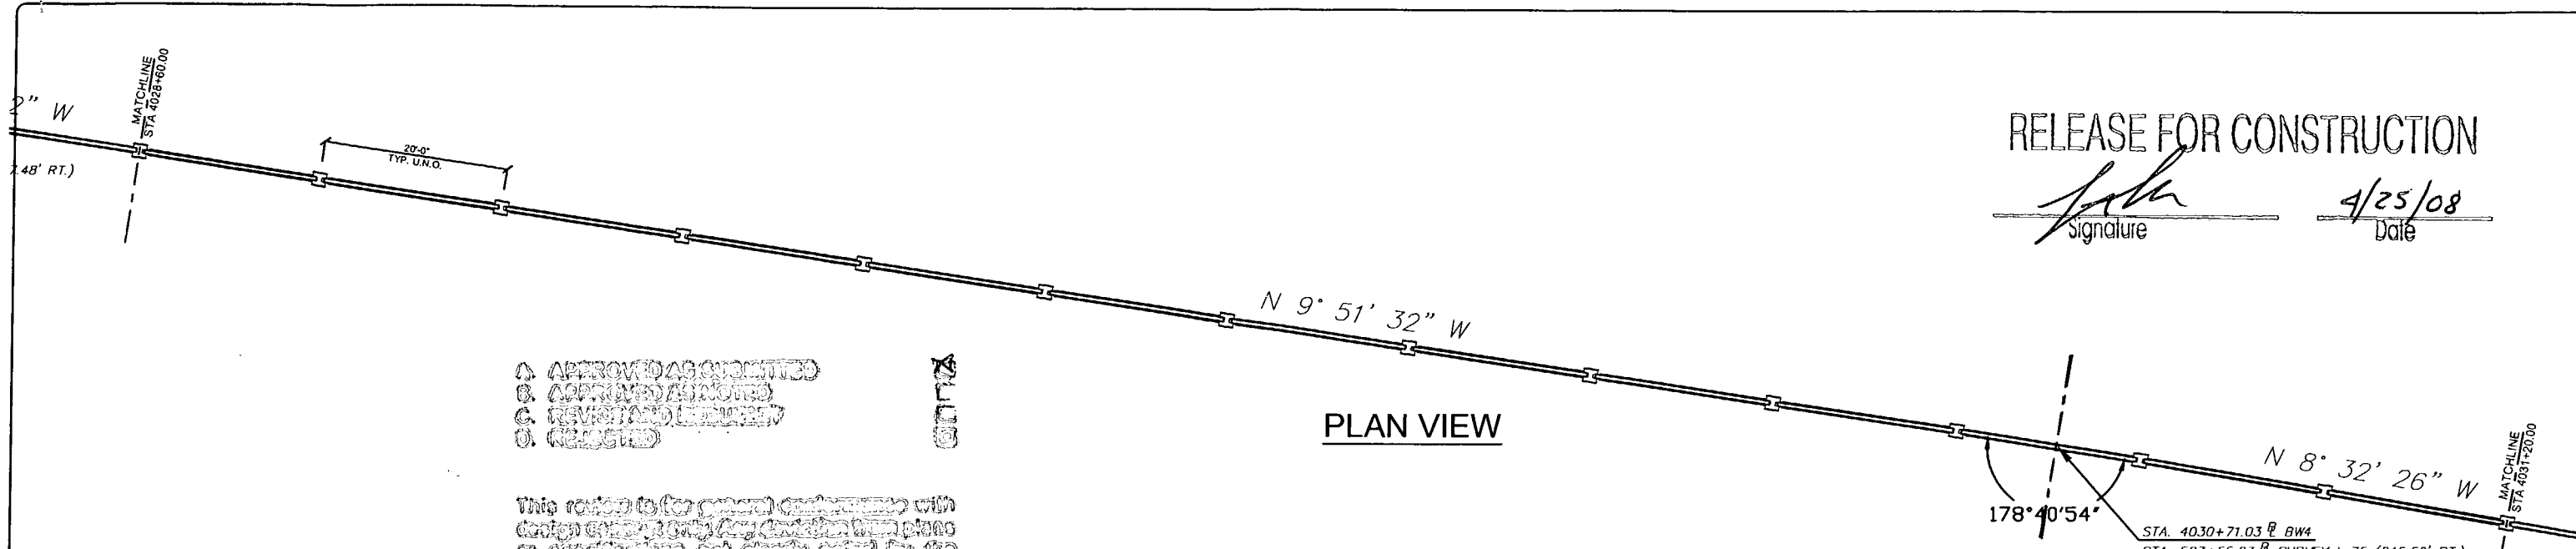 MATCHLINE
STA 4028+60.00
2" W
7.48' RT.)
20'-0"
TYP. U.N.O.
RELEASE FOR CONSTRUCTION
4/25/08
Signature
Date
N 9° 51' 32" W
A. APPROVED AS SUBMITTED
B. APPROVED AS NOTED
C. REVISE AND RESUBMIT
D. REJECTED
PLAN VIEW
N 8° 32' 26" W
MATCHLINE
STA 4031+20.00
178°40'54"
This review is for general conformance with
design concept only. Any deviation from plans
STA. 4030+71.03 BW4